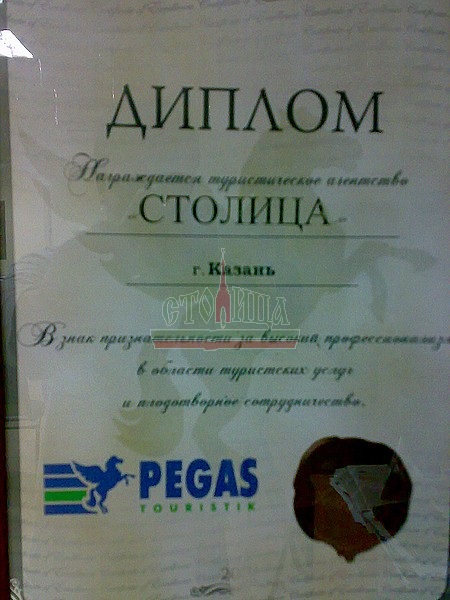 ДИПЛОМ
Награждается туристическое агентство
«СТОЛИЦА»
г. Казань
СТОЛИЦА
В знак признательности за высокий профессионализм
в области туристских услуг
и плодотворное сотрудничество.
PEGAS
TOURISTIK